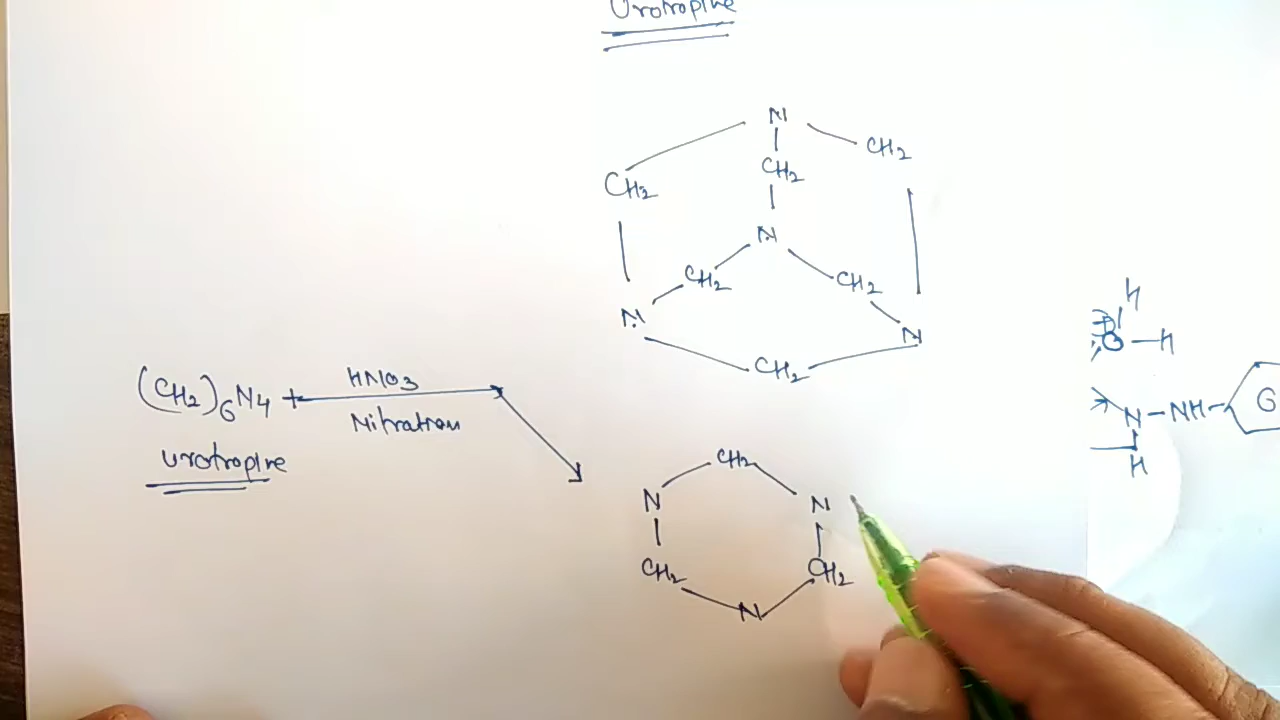 Urotropine
N
CH2
CH2
CH2
N
CH2
CH2
N
N
CH2
(CH2)6N4 + HNO3
Nitration
Urotropine
CH2
N
N
CH2
CH2
N
H
O — H
N — NH — G
H